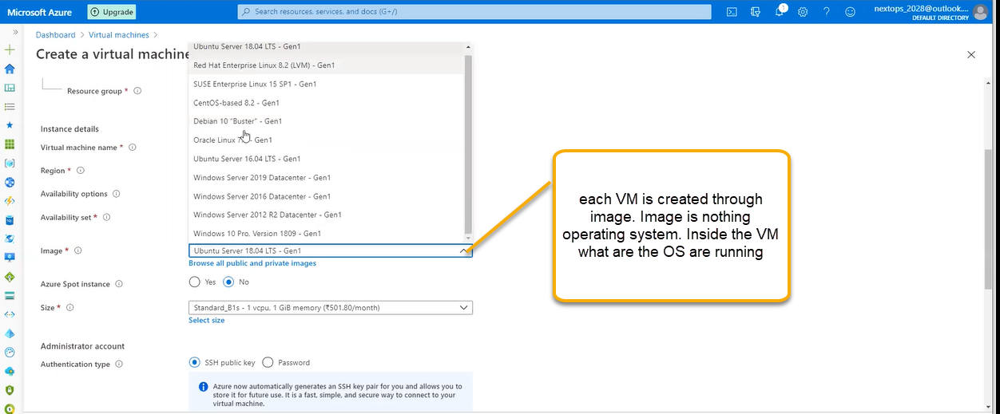 Microsoft Azure
Upgrade
Search resources, services, and docs (G+/)
1
nextops_2028@outlook....
DEFAULT DIRECTORY
Dashboard > Virtual machines >
Create a virtual machine
Resource group *
Instance details
Virtual machine name *
Region *
Availability options
Availability set *
Ubuntu Server 18.04 LTS - Gen1
Red Hat Enterprise Linux 8.2 (LVM) - Gen1
SUSE Enterprise Linux 15 SP1 - Gen1
CentOS-based 8.2 - Gen1
Debian 10 "Buster" - Gen1
Oracle Linux - Gen1
Ubuntu Server 16.04 LTS - Gen1
Windows Server 2019 Datacenter - Gen1
Windows Server 2016 Datacenter - Gen1
Windows Server 2012 R2 Datacenter - Gen1
Windows 10 Pro, Version 1809 - Gen1
Image *
Ubuntu Server 18.04 LTS - Gen1
Browse all public and private images
Azure Spot instance
Yes No
Size *
Standard_B1s - 1 vcpu, 1 GiB memory (₹501.80/month)
Select size
Administrator account
Authentication type
SSH public key Password
Azure now automatically generates an SSH key pair for you and allows you to
store it for future use. It is a fast, simple, and secure way to connect to your
virtual machine.
each VM is created through
image. Image is nothing
operating system. Inside the VM
what are the OS are running